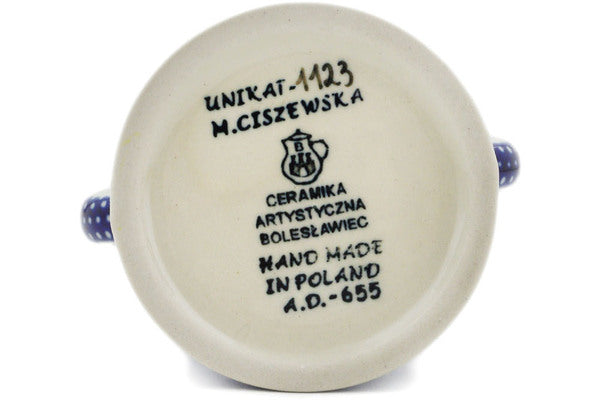 UNIKAT-1123
M.CISZEWSKA
B
CERAMIKA
ARTYSTYCZNA
BOLESŁAWIEC
HAND MADE
IN POLAND
A.D.-655